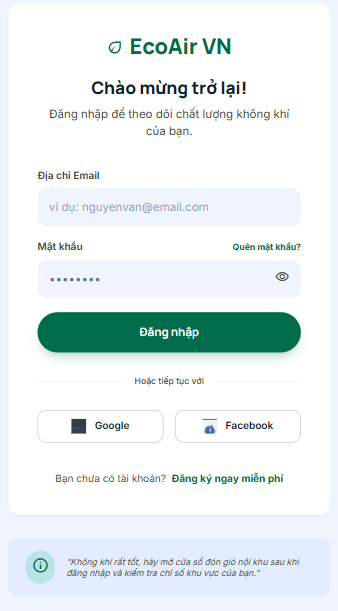 EcoAir VN
Chào mừng trở lại!
Đăng nhập để theo dõi chất lượng không khí
của bạn.
Địa chỉ Email
ví dụ: nguyenvan@email.com
Mật khẩu
Quên mật khẩu?
••••••••
Đăng nhập
Hoặc tiếp tục với
Google
Facebook
Bạn chưa có tài khoản? Đăng ký ngay miễn phí
"Không khí rất tốt, hãy mở cửa sổ đón gió nội khu sau khi
đăng nhập và kiểm tra chỉ số khu vực của bạn."